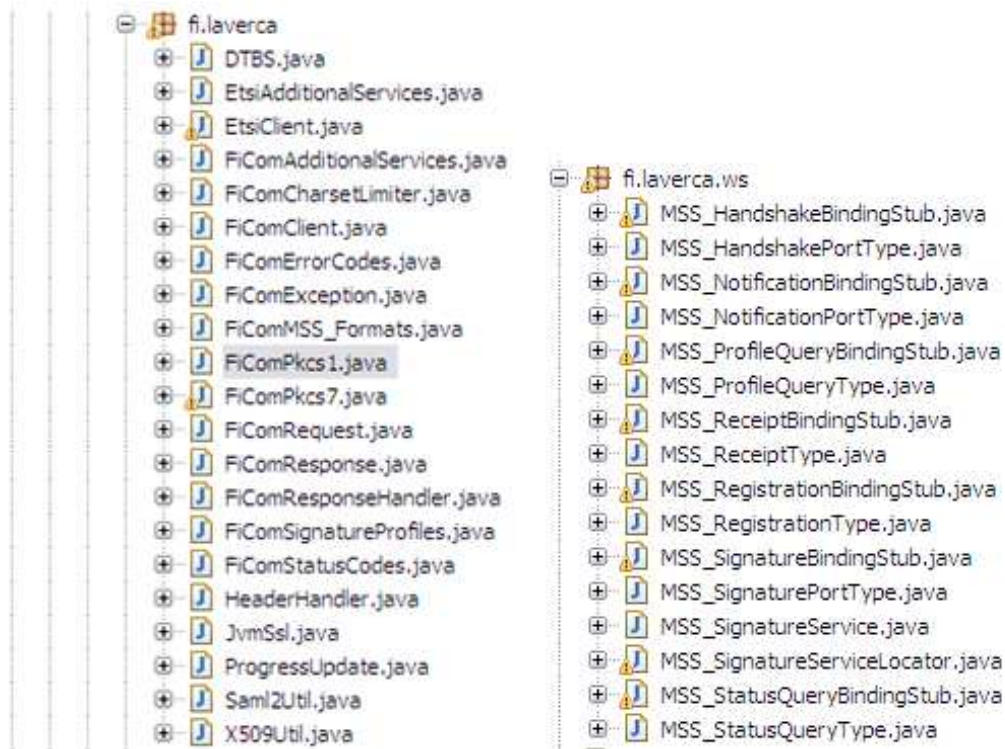 fi.laverca
DTBS.java
EtsiAdditionalServices.java
EtsiClient.java
FiComAdditionalServices.java
FiComCharsetLimiter.java
FiComClient.java
FiComErrorCodes.java
FiComException.java
FiComMSS_Formats.java
FiComPkcs1.java
FiComPkcs7.java
FiComRequest.java
FiComResponse.java
FiComResponseHandler.java
FiComSignatureProfiles.java
FiComStatusCodes.java
HeaderHandler.java
JvmSsl.java
ProgressUpdate.java
Saml2Util.java
X509Util.java
fi.laverca.ws
MSS_HandshakeBindingStub.java
MSS_HandshakePortType.java
MSS_NotificationBindingStub.java
MSS_NotificationPortType.java
MSS_ProfileQueryBindingStub.java
MSS_ProfileQueryType.java
MSS_ReceiptBindingStub.java
MSS_ReceiptType.java
MSS_RegistrationBindingStub.java
MSS_RegistrationType.java
MSS_SignatureBindingStub.java
MSS_SignaturePortType.java
MSS_SignatureService.java
MSS_SignatureServiceLocator.java
MSS_StatusQueryBindingStub.java
MSS_StatusQueryType.java